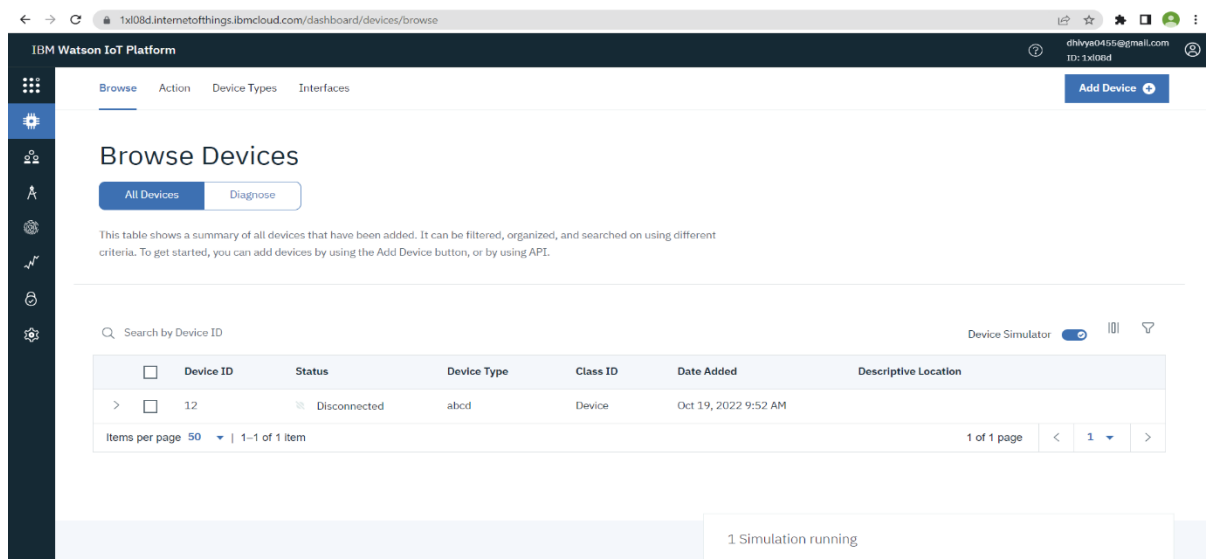 1xl08d.internetofthings.ibmcloud.com/dashboard/devices/browse
IBM Watson IoT Platform
dhivya0455@gmail.com
ID: 1xl08d
Browse Action Device Types Interfaces
Add Device
Browse Devices
All Devices Diagnose
This table shows a summary of all devices that have been added. It can be filtered, organized, and searched on using different
criteria. To get started, you can add devices by using the Add Device button, or by using API.
Search by Device ID
Device Simulator
Device ID Status Device Type Class ID Date Added Descriptive Location
12 Disconnected abcd Device Oct 19, 2022 9:52 AM
Items per page 50 | 1–1 of 1 item
1 of 1 page < 1 >
1 Simulation running